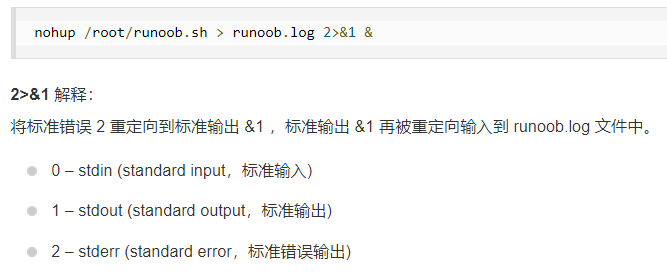 nohup /root/runoob.sh > runoob.log 2>&1 &
2>&1 解释：
将标准错误 2 重定向到标准输出 &1 ，标准输出 &1 再被重定向输入到 runoob.log 文件中。
0 – stdin (standard input，标准输入)
1 – stdout (standard output，标准输出)
2 – stderr (standard error，标准错误输出)